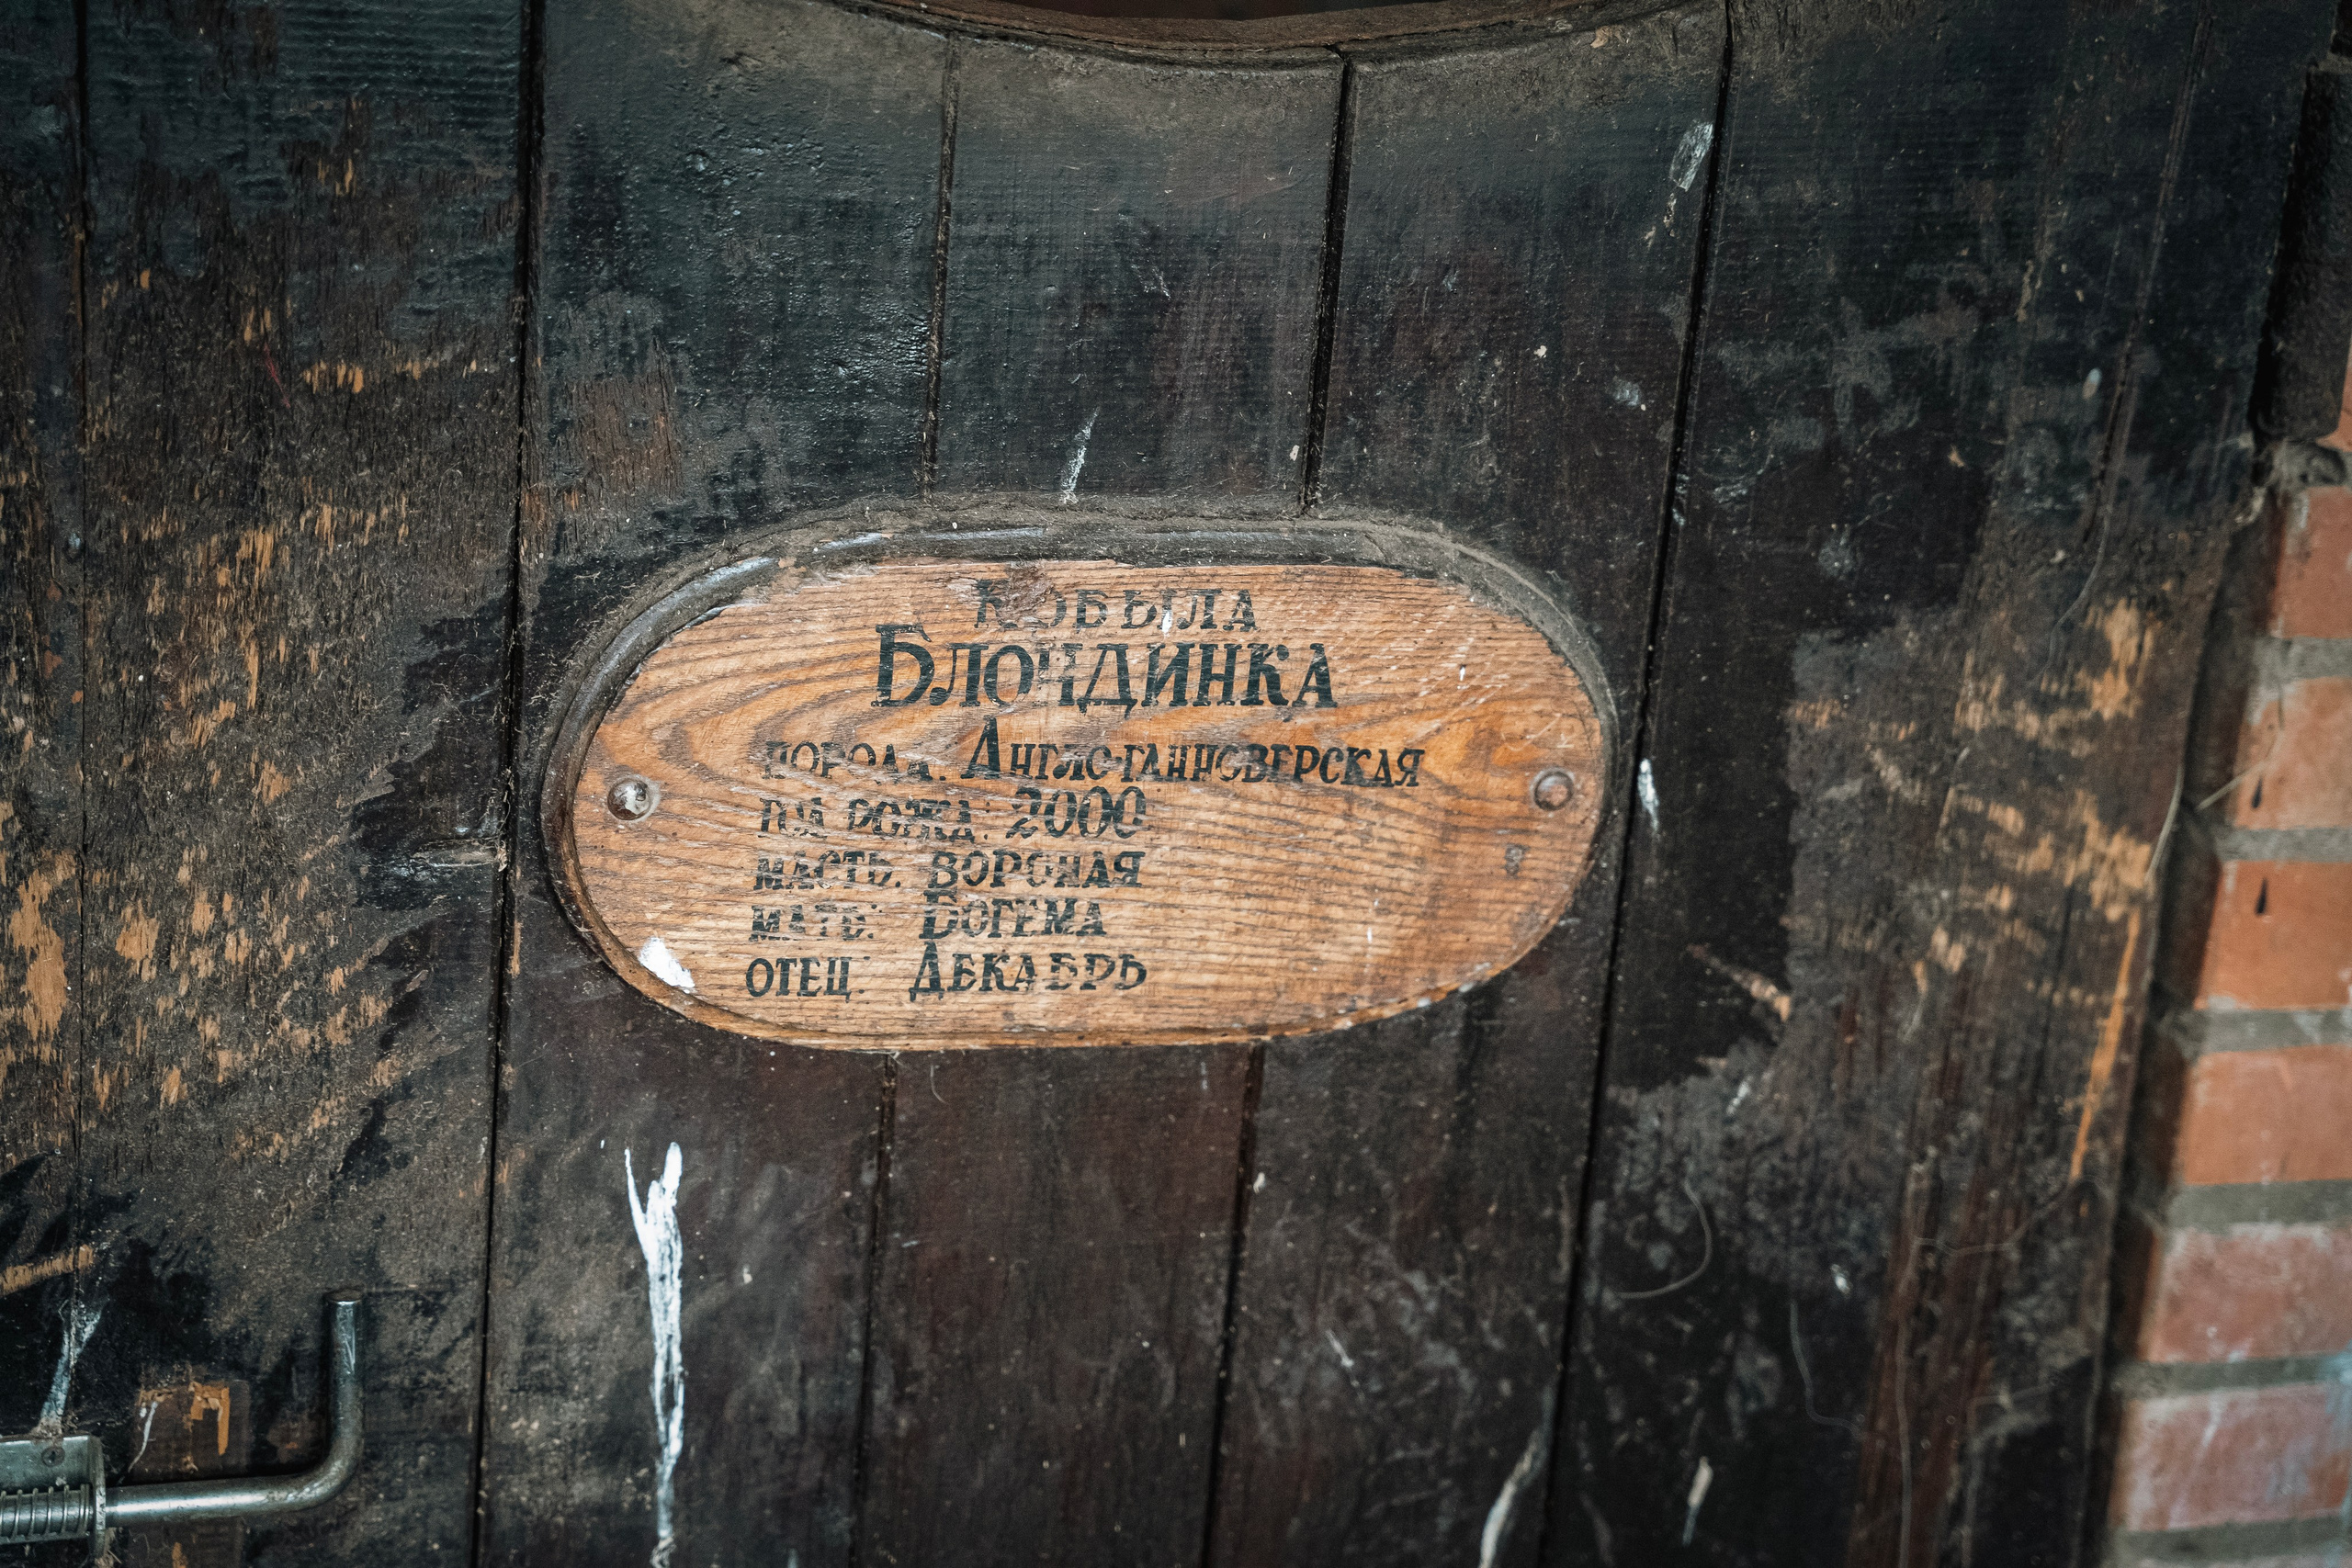 Кобыла
Блондинка
порода: Англо-ганноверская
год рожд: 2000
масть: вороная
мать: Богема
отец: Декабрь